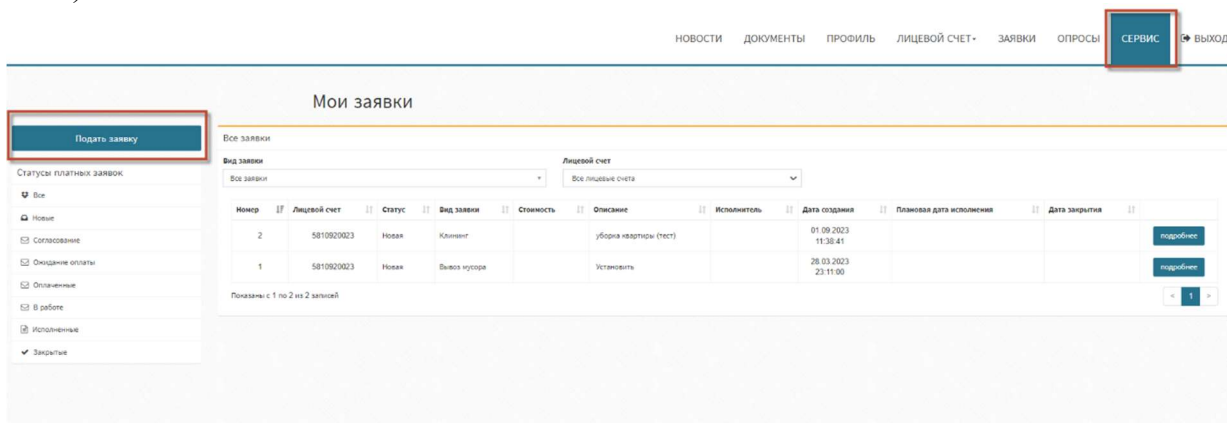 НОВОСТИ ДОКУМЕНТЫ ПРОФИЛЬ ЛИЦЕВОЙ СЧЕТ ЗАЯВКИ ОПРОСЫ СЕРВИС ВЫХОД
Мои заявки
Подать заявку
Статусы платных заявок
Все
Новые
Согласование
Ожидание оплаты
Оплаченные
В работе
Исполненные
Закрытые
Все заявки
Вид заявки Лицевой счет
Все заявки Все лицевые счета
Номер Лицевой счет Статус Вид заявки Стоимость Описание Исполнитель Дата создания Плановая дата исполнения Дата закрытия
2 5810920023 Новая Клининг уборка квартиры (тест) 01.09.2023 11:38:41 подробнее
1 5810920023 Новая Вывоз мусора Установить 28.03.2023 23:11:00 подробнее
Показаны с 1 по 2 из 2 записей
< 1 >